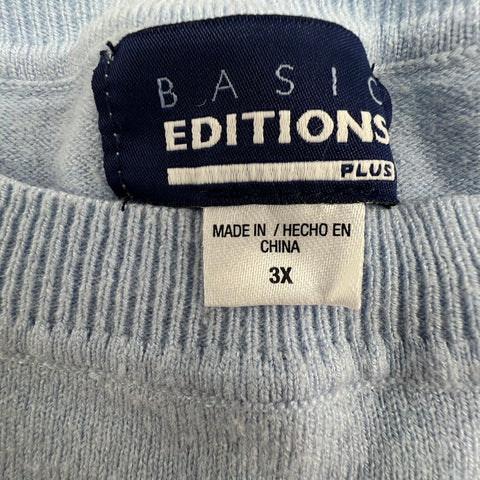 BASIC
EDITIONS
PLUS
MADE IN / HECHO EN
CHINA
3X